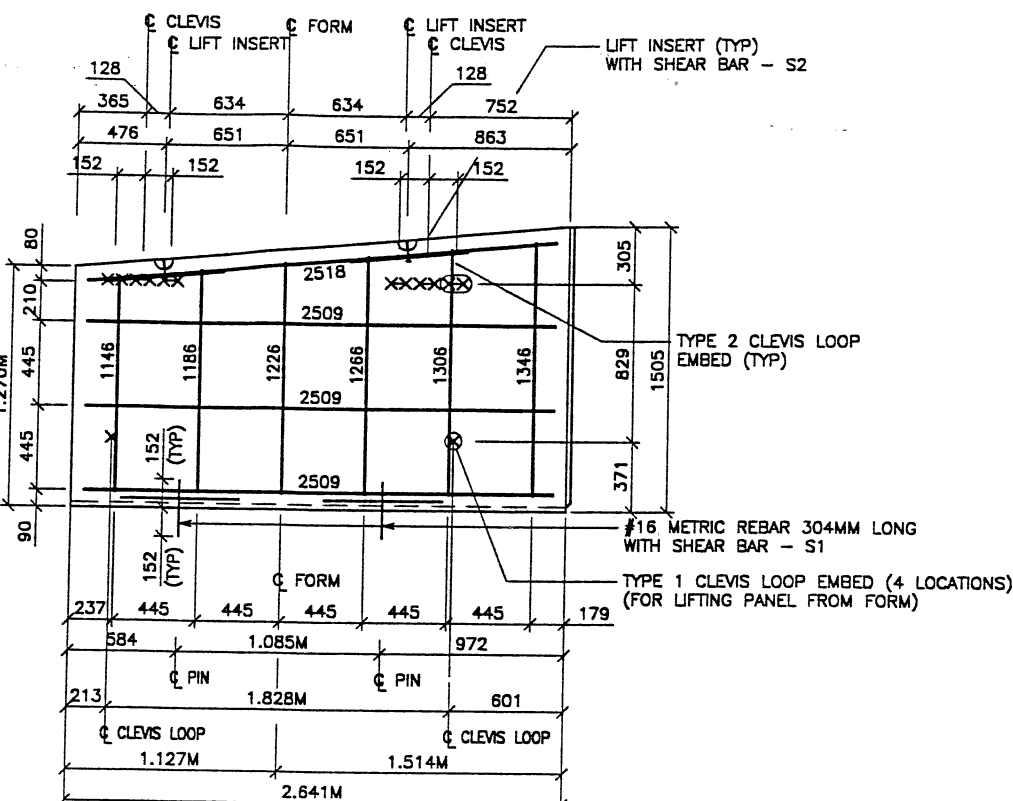 ℄ CLEVIS
℄ LIFT INSERT
℄ FORM
℄ LIFT INSERT
℄ CLEVIS
LIFT INSERT (TYP)
WITH SHEAR BAR – S2
128
128
365
634
634
752
476
651
651
863
152
152
152
152
80
210
445
445
90
2518
2509
2509
2509
1146
1186
1226
1266
1306
1346
305
829
371
1505
TYPE 2 CLEVIS LOOP
EMBED (TYP)
152
(TYP)
152
(TYP)
#16 METRIC REBAR 304MM LONG
WITH SHEAR BAR – S1
℄ FORM
TYPE 1 CLEVIS LOOP EMBED (4 LOCATIONS)
(FOR LIFTING PANEL FROM FORM)
237
445
445
445
445
445
179
584
1.085M
972
℄ PIN
℄ PIN
213
1.828M
601
℄ CLEVIS LOOP
℄ CLEVIS LOOP
1.127M
1.514M
2.641M